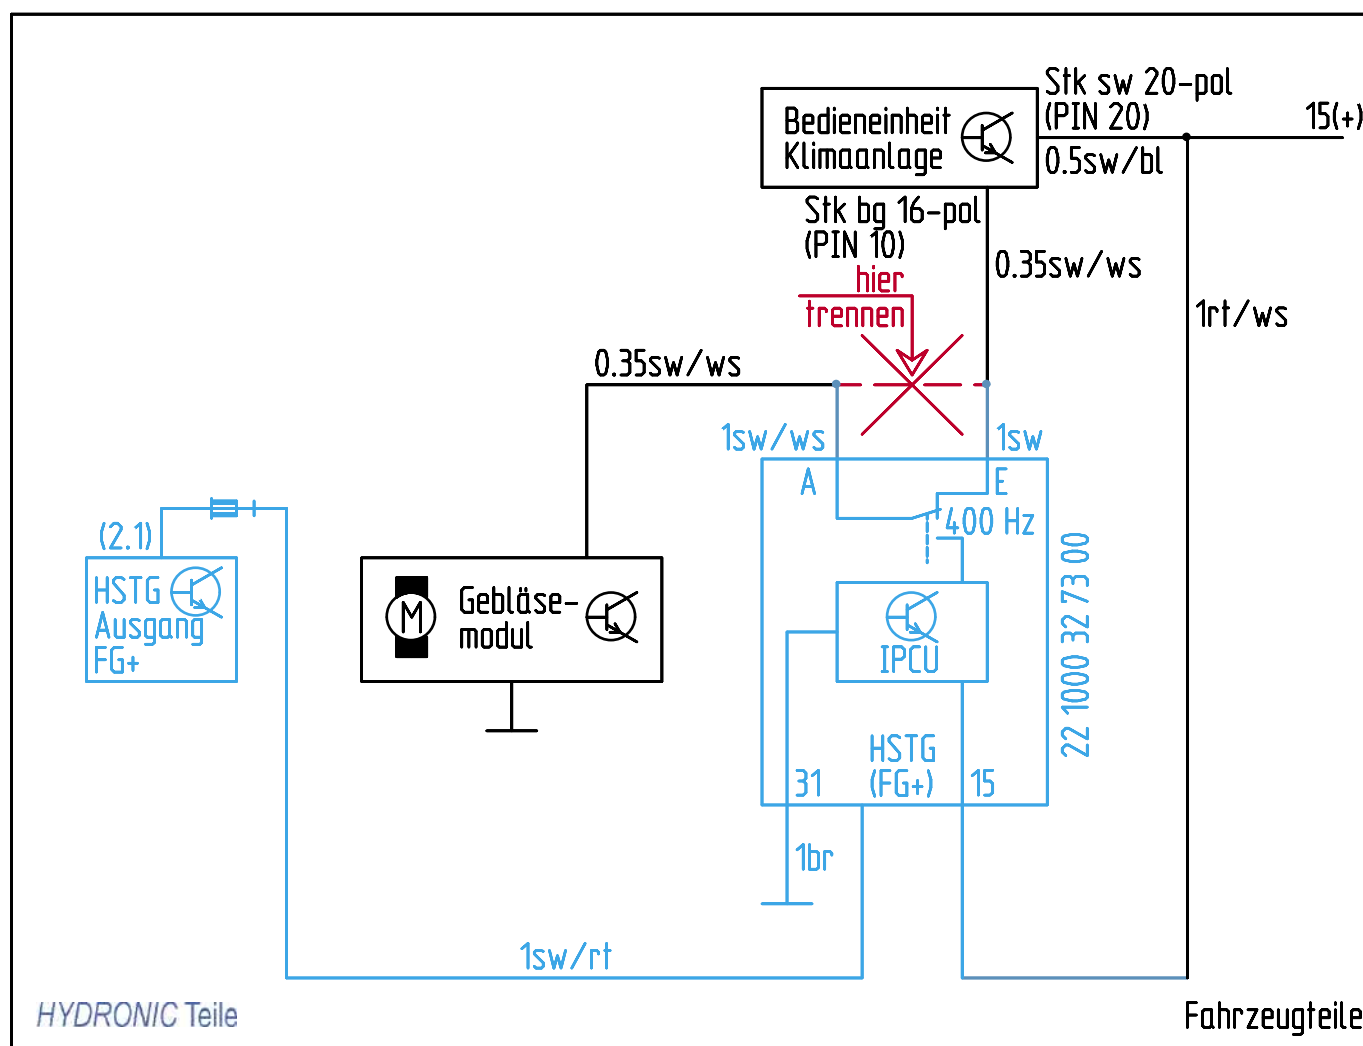 Stk sw 20-pol
(PIN 20)
15(+)
Bedieneinheit
Klimaanlage
0.5sw/bl
Stk bg 16-pol
(PIN 10)
0.35sw/ws
hier
trennen
1rt/ws
0.35sw/ws
1sw/ws
1sw
A
E
400 Hz
(2.1)
HSTG
Ausgang
FG+
M
Gebläse-
modul
IPCU
22 1000 32 73 00
HSTG
(FG+)
31
15
1br
1sw/rt
HYDRONIC Teile
Fahrzeugteile